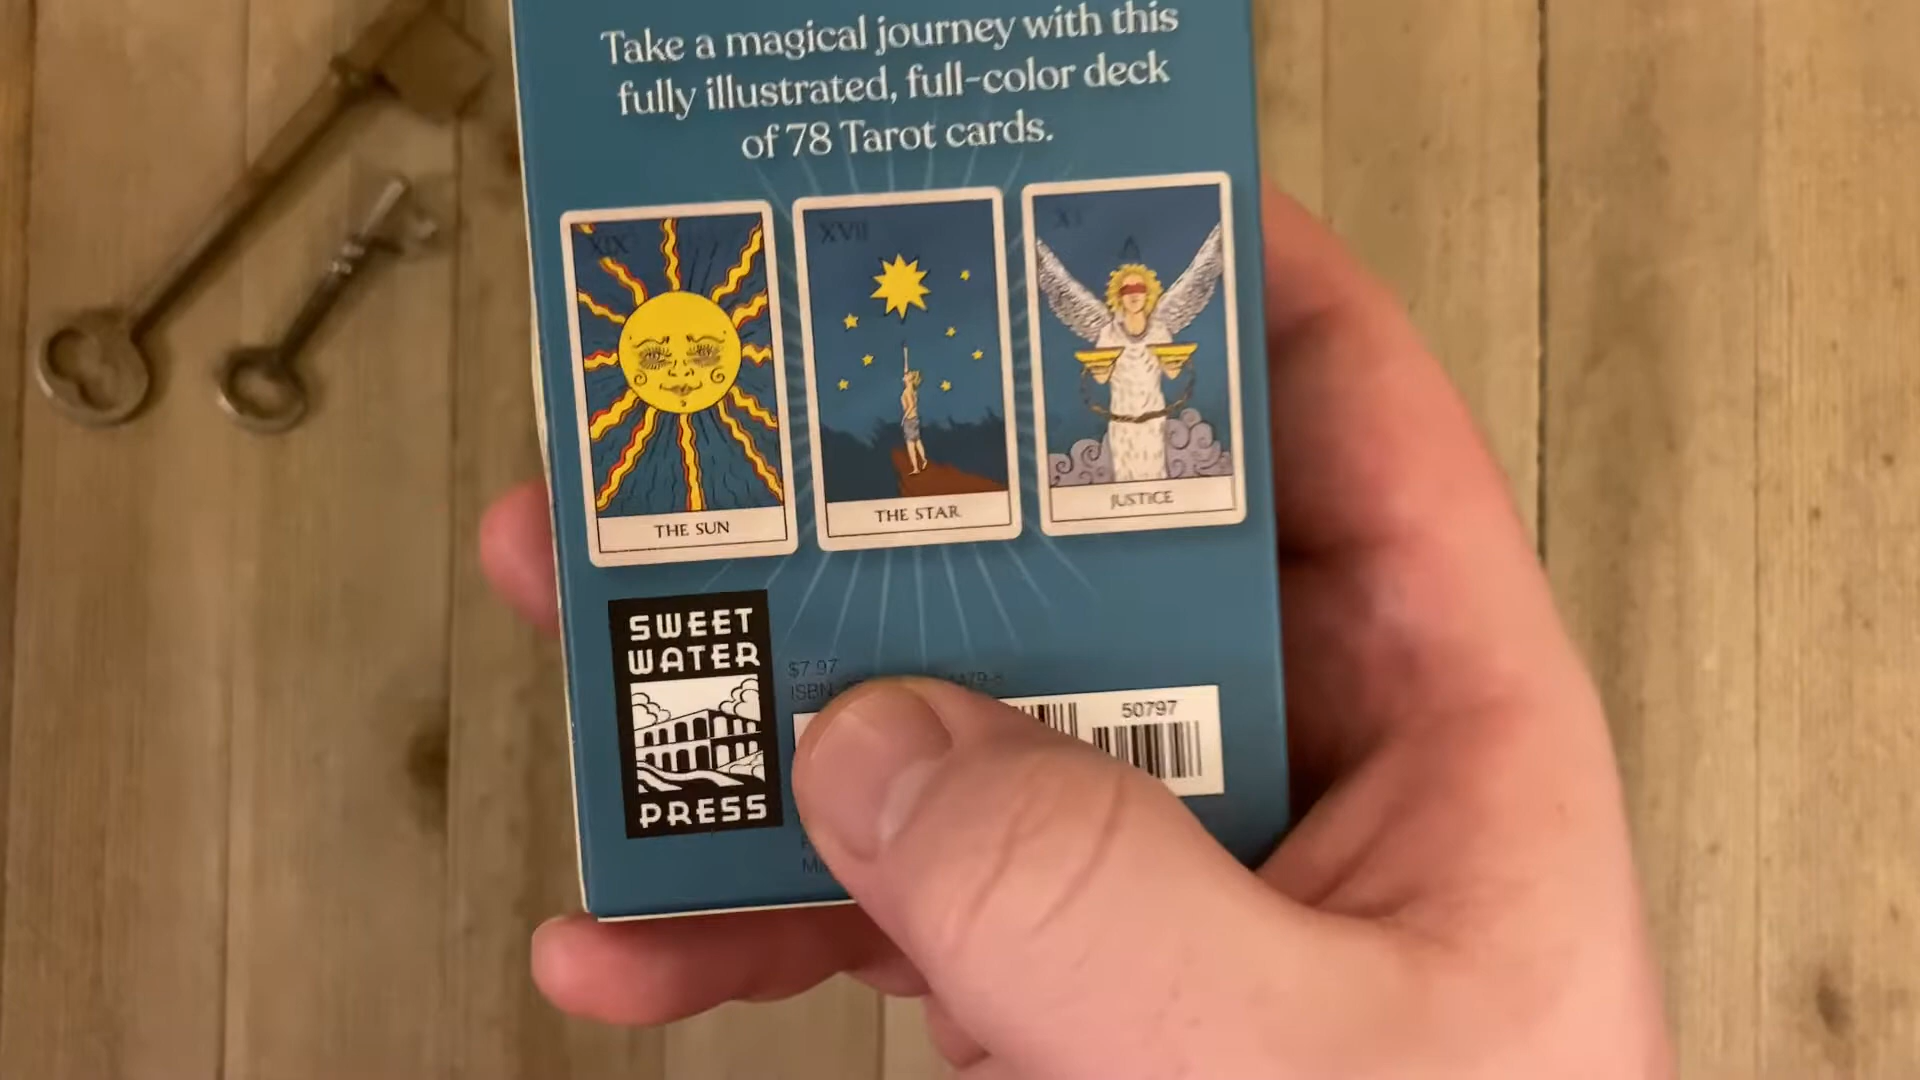 Take a magical journey with this
fully illustrated, full-color deck
of 78 Tarot cards.
XIX
XVII
XI
THE SUN
THE STAR
JUSTICE
SWEET
WATER
PRESS
$7.97
ISBN
50797